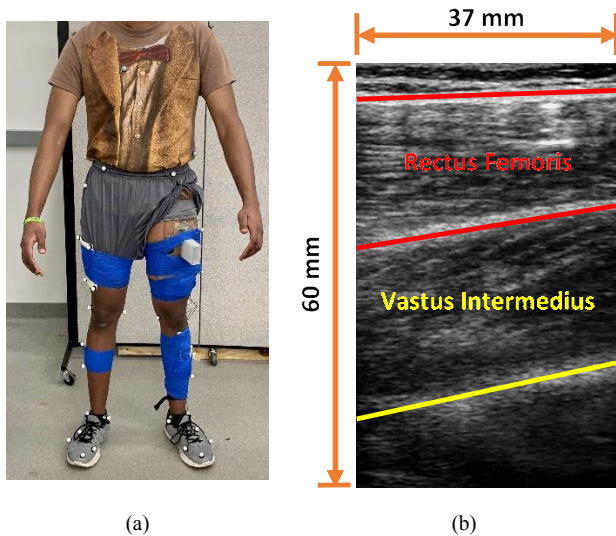 37 mm
Rectus Femoris
60 mm
Vastus Intermedius
(a)
(b)